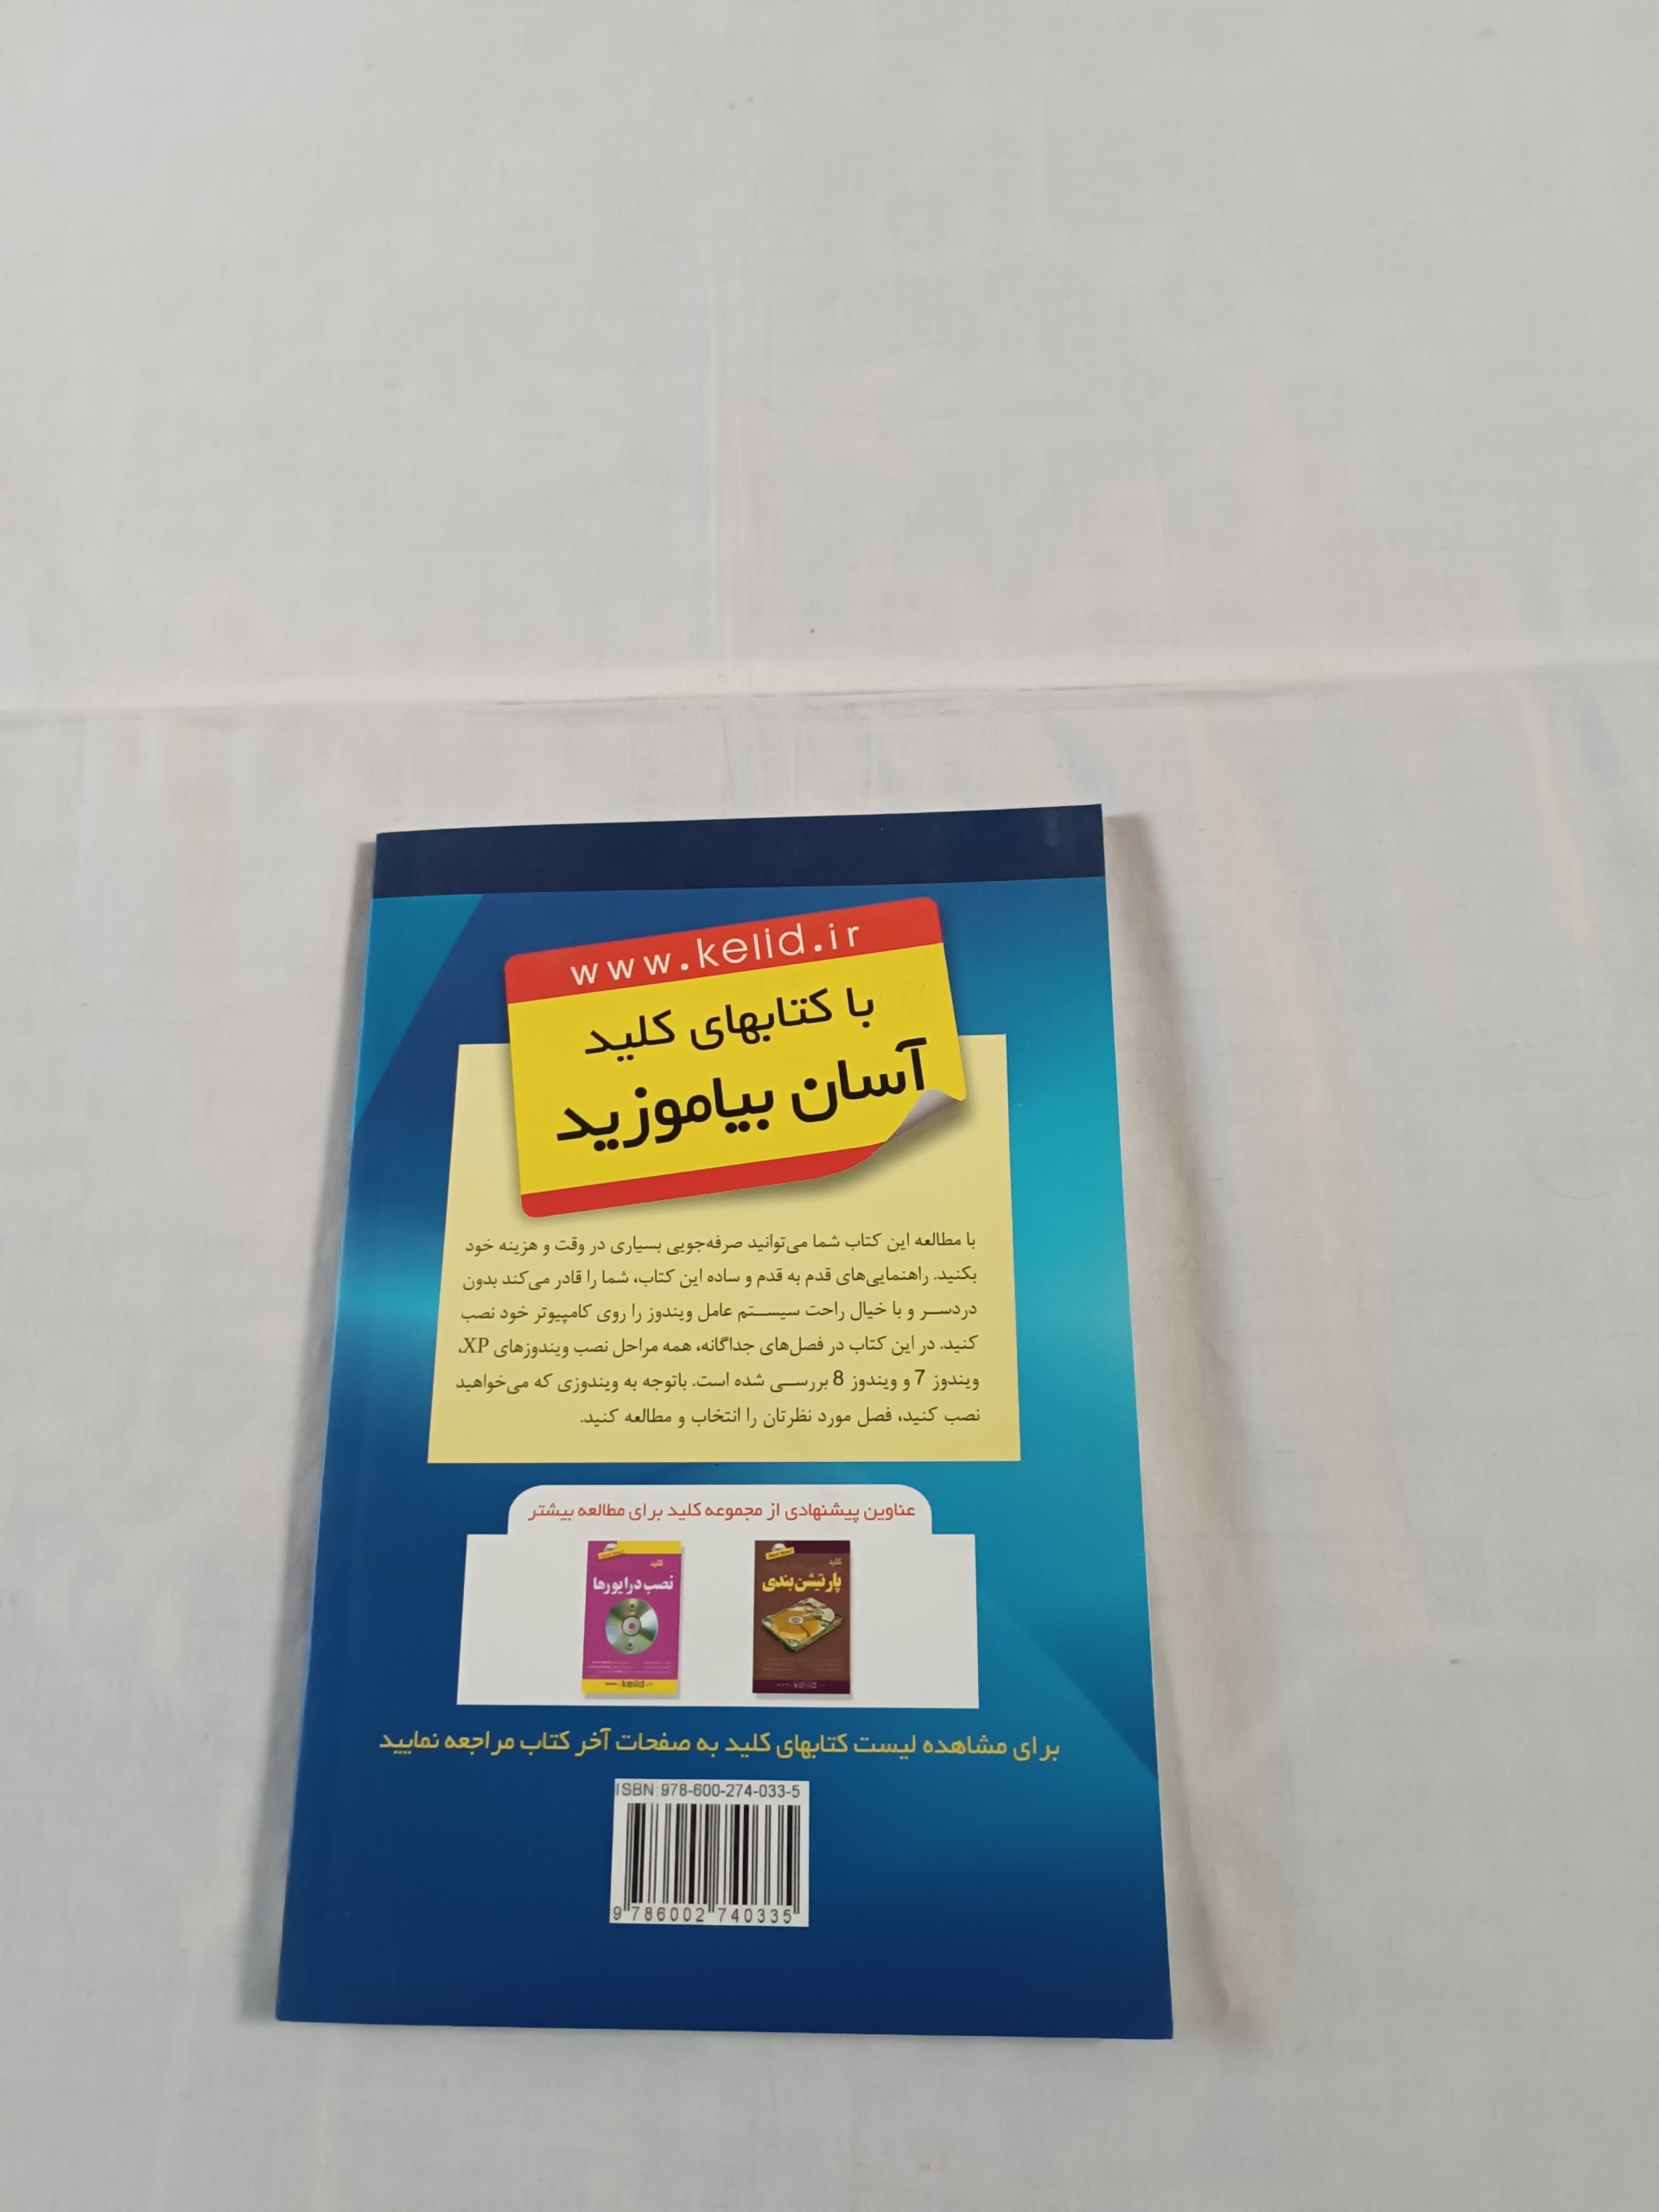 www.kelid.ir
با کتابهای کلید
آسان بیاموزید
با مطالعه این کتاب شما می‌توانید صرفه‌جویی بسیاری در وقت و هزینه خود
بکنید. راهنمایی‌های قدم به قدم و ساده این کتاب، شما را قادر می‌کند بدون
دردســر و با خیال راحت سیســتم عامل ویندوز را روی کامپیوتر خود نصب
کنید. در این کتاب در فصل‌های جداگانه، همه مراحل نصب ویندوزهای XP،
ویندوز 7 و ویندوز 8 بررســی شده است. باتوجه به ویندوزی که می‌خواهید
نصب کنید، فصل مورد نظرتان را انتخاب و مطالعه کنید.
عناوین پیشنهادی از مجموعه کلید برای مطالعه بیشتر
کلید
پارتیشن‌بندی
کلید
نصب درایورها
kelid
برای مشاهده لیست کتابهای کلید به صفحات آخر کتاب مراجعه نمایید
ISBN:978-600-274-033-5
9 786002 740335